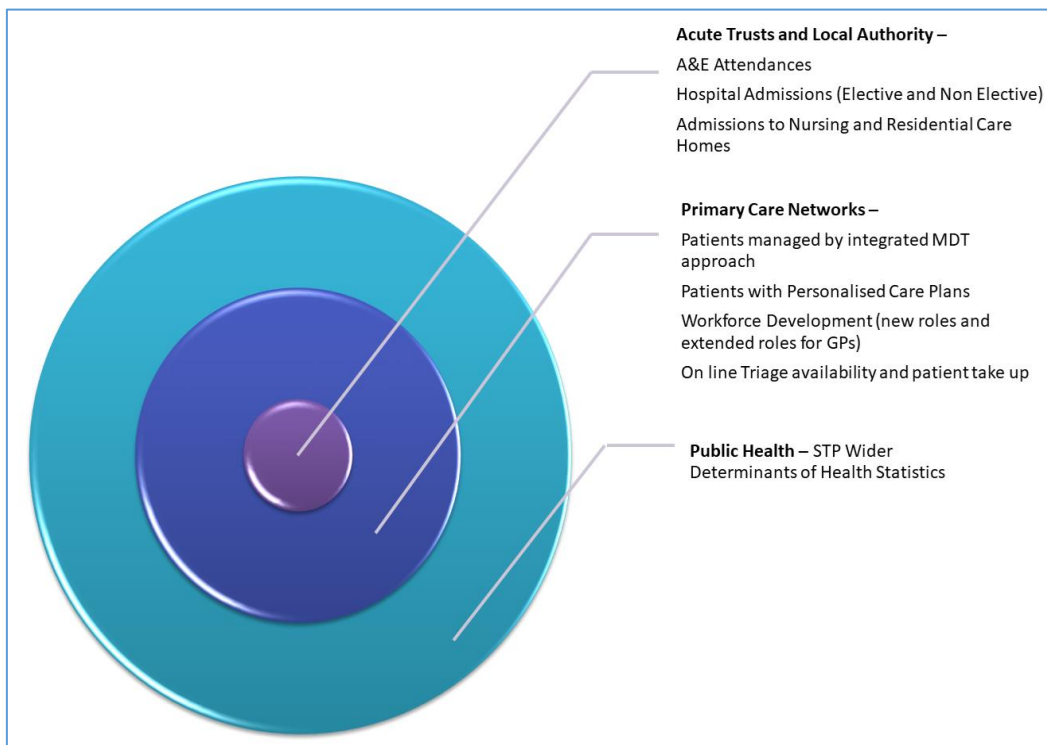 Acute Trusts and Local Authority –
A&E Attendances
Hospital Admissions (Elective and Non Elective)
Admissions to Nursing and Residential Care
Homes
Primary Care Networks –
Patients managed by integrated MDT
approach
Patients with Personalised Care Plans
Workforce Development (new roles and
extended roles for GPs)
On line Triage availability and patient take up
Public Health – STP Wider
Determinants of Health Statistics